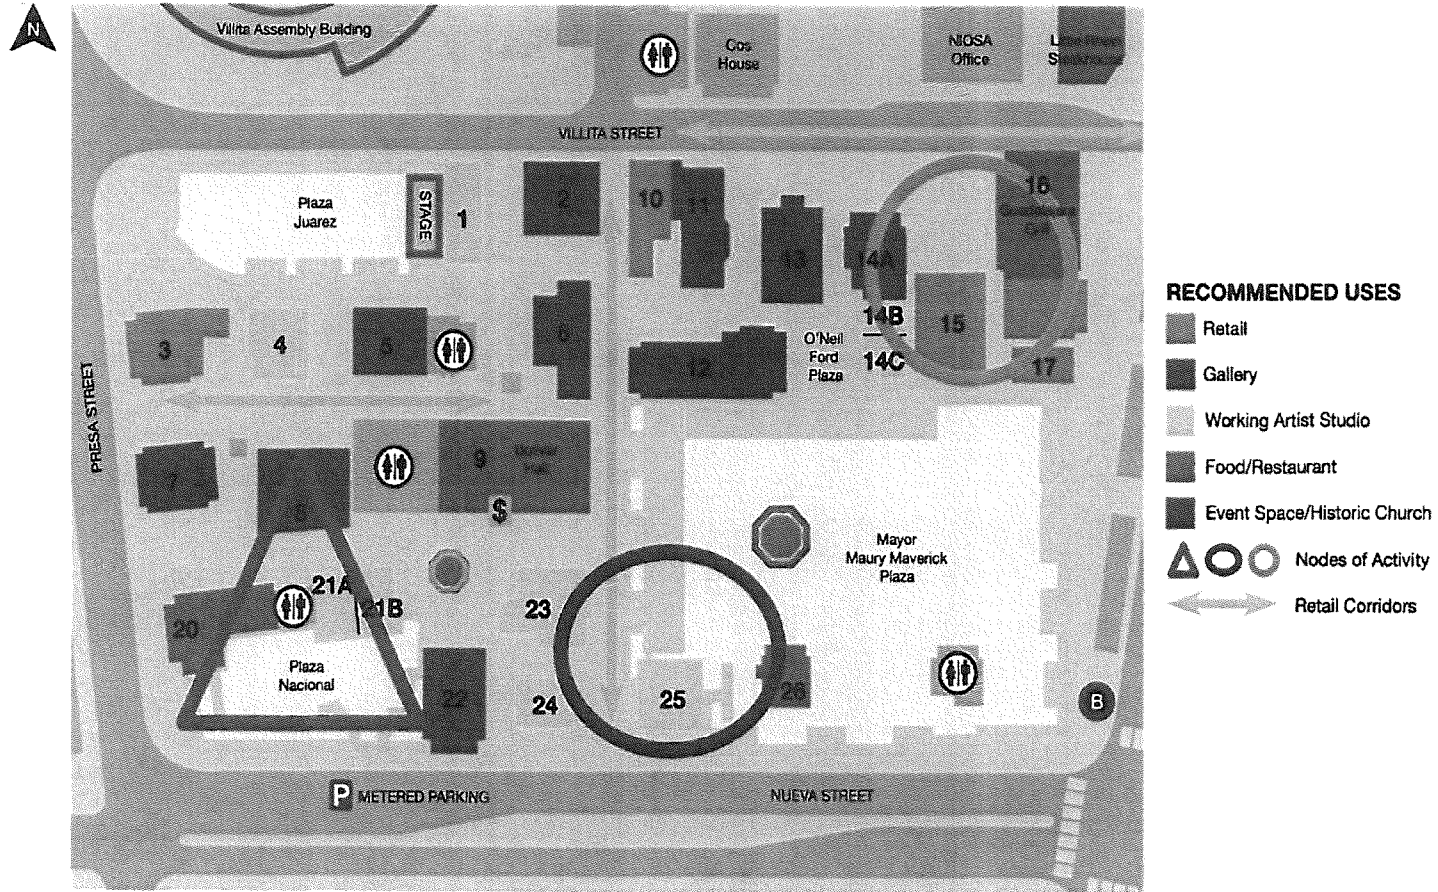 N
Villita Assembly Building
Cos
House
NIOSA
Office
VILLITA STREET
Plaza
Juarez
STAGE
1
2
10
11
13
14A
16
Guadalajara
Grill
3
4
5
6
12
O'Neil
Ford
Plaza
14B
14C
15
17
PRESA STREET
7
8
9
Hall
$
Mayor
Maury Maverick
Plaza
21A
21B
20
Plaza
Nacional
22
23
24
25
26
B
P METERED PARKING
NUEVA STREET
RECOMMENDED USES
Retail
Gallery
Working Artist Studio
Food/Restaurant
Event Space/Historic Church
Nodes of Activity
Retail Corridors